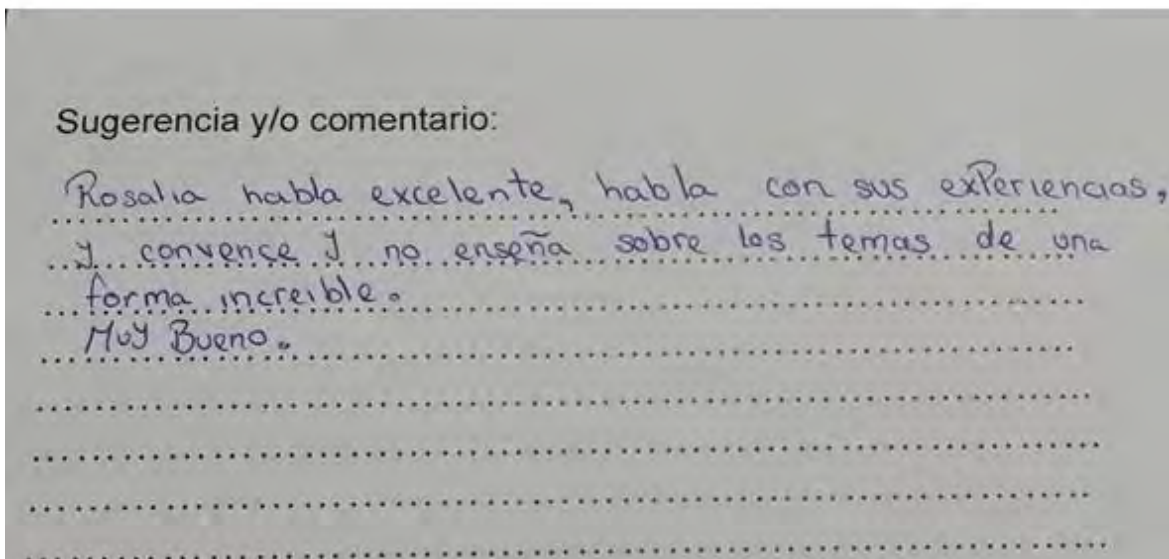 Sugerencia y/o comentario:
Rosalia habla excelente, habla con sus experiencias,
y convence y no enseña sobre los temas de una
forma increible.
Muy Bueno.